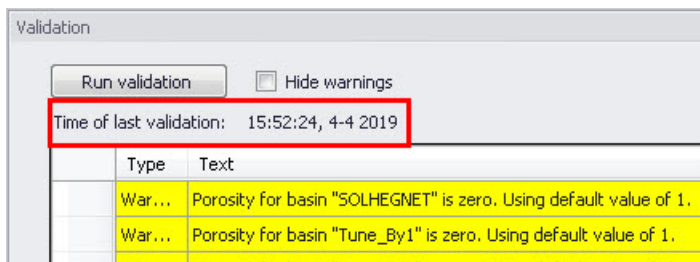 Validation
Run validation Hide warnings
Time of last validation: 15:52:24, 4-4 2019
Type Text
War... Porosity for basin "SOLHEGNET" is zero. Using default value of 1.
War... Porosity for basin "Tune_By1" is zero. Using default value of 1.